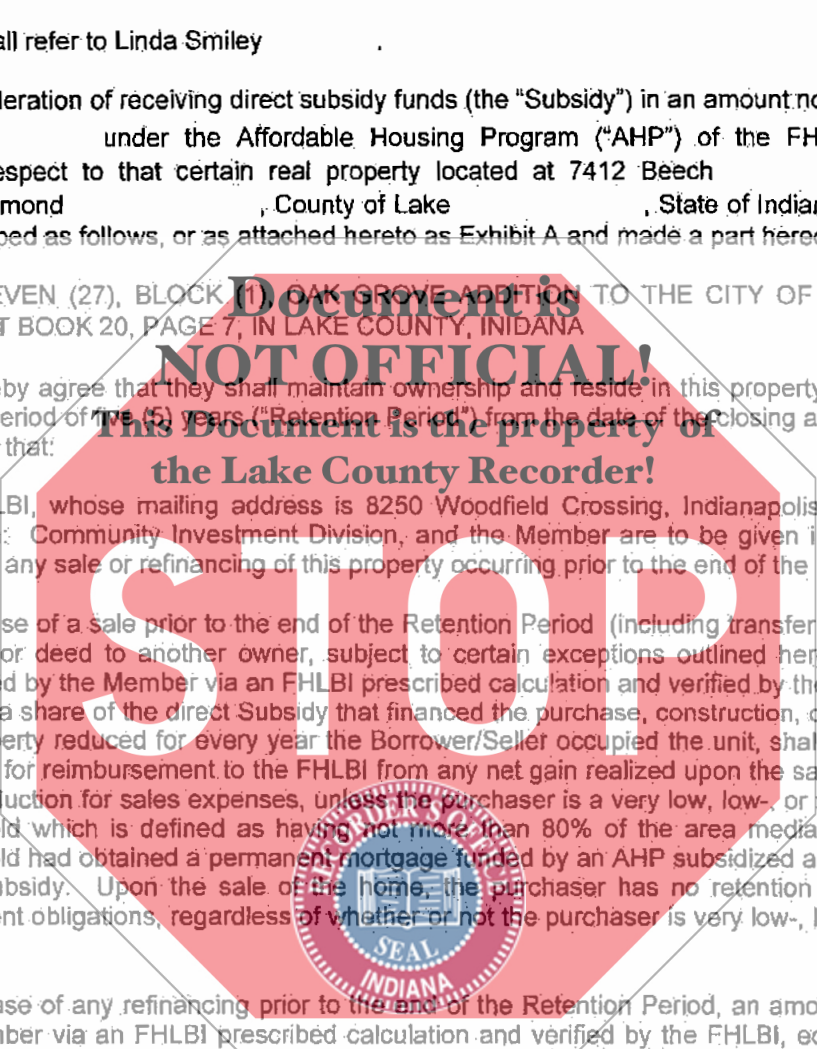 all refer to Linda Smiley
deration of receiving direct subsidy funds (the “Subsidy”) in an amount no
under the Affordable Housing Program (“AHP”) of the FH
espect to that certain real property located at 7412 Beech
mond , County of Lake , State of Indian
bed as follows, or as attached hereto as Exhibit A and made a part hereo
EVEN (27), BLOCK (1), OAK GROVE ADDITION TO THE CITY OF
T BOOK 20, PAGE 7, IN LAKE COUNTY, INIDANA
Document is
NOT OFFICIAL!
This Document is the property of
the Lake County Recorder!
by agree that they shall maintain ownership and reside in this property
eriod of five (5) years ("Retention Period") from the date of the closing a
that:
LBI, whose mailing address is 8250 Woodfield Crossing, Indianapolis
: Community Investment Division, and the Member are to be given
any sale or refinancing of this property occurring prior to the end of the
STOP
se of a sale prior to the end of the Retention Period (including transfer
or deed to another owner, subject to certain exceptions outlined her
d by the Member via an FHLBI prescribed calculation and verified by the
a share of the direct Subsidy that financed the purchase, construction, o
erty reduced for every year the Borrower/Seller occupied the unit, shal
for reimbursement to the FHLBI from any net gain realized upon the sa
uction for sales expenses, unless the purchaser is a very low, low-, or
ld which is defined as having not more than 80% of the area media
ld had obtained a permanent mortgage funded by an AHP subsidized a
bsidy. Upon the sale of the home, the purchaser has no retention
nt obligations, regardless of whether or not the purchaser is very low-, l
RECORDER'S OFFICE
SEAL
INDIANA
ase of any refinancing prior to the end of the Retention Period, an amo
ber via an FHLBI prescribed calculation and verified by the FHLBI, eq